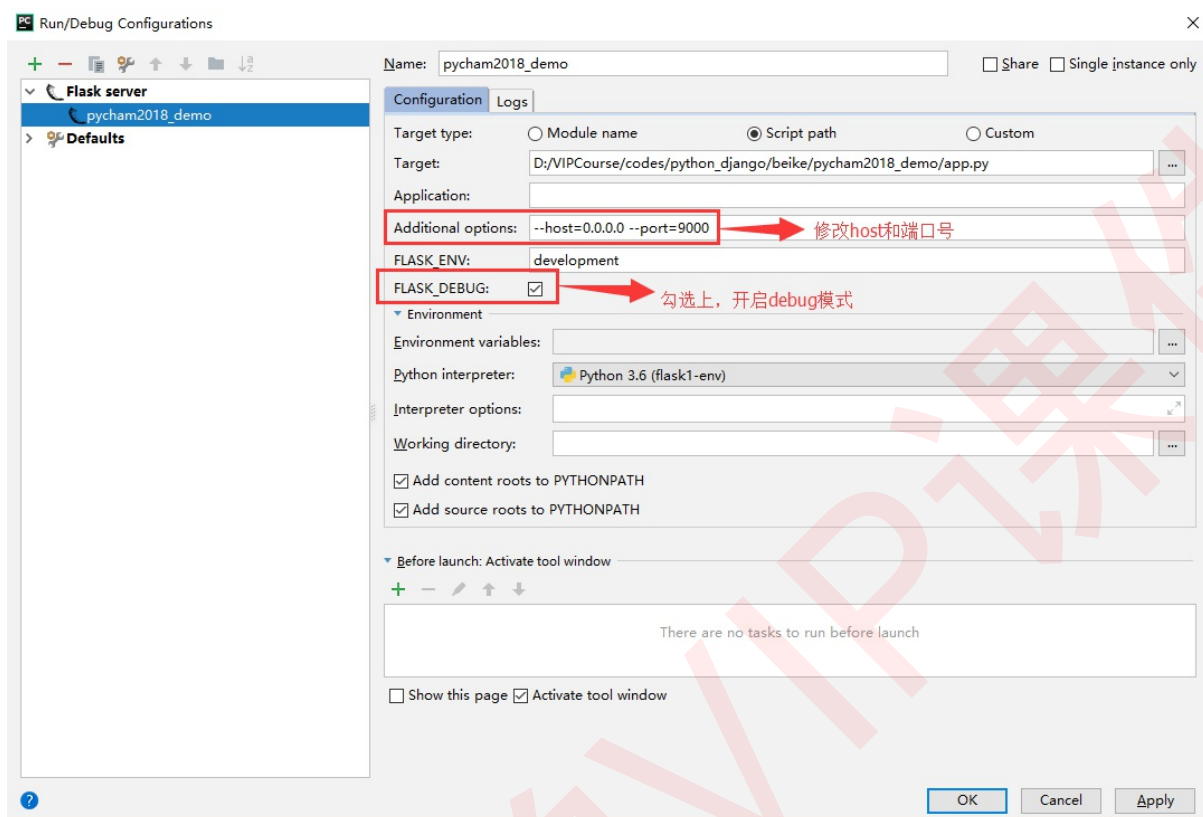 PC Run/Debug Configurations
Name: pycham2018_demo Share Single instance only
Flask server
pycham2018_demo
Defaults
Configuration Logs
Target type: Module name Script path Custom
Target: D:/VIPCourse/codes/python_django/beike/pycham2018_demo/app.py ...
Application:
Additional options: --host=0.0.0.0 --port=9000 修改host和端口号
FLASK_ENV: development
FLASK_DEBUG: 勾选上，开启debug模式
Environment
Environment variables: ...
Python interpreter: Python 3.6 (flask1-env)
Interpreter options:
Working directory: ...
Add content roots to PYTHONPATH
Add source roots to PYTHONPATH
Before launch: Activate tool window
There are no tasks to run before launch
Show this page Activate tool window
? OK Cancel Apply
VIP课